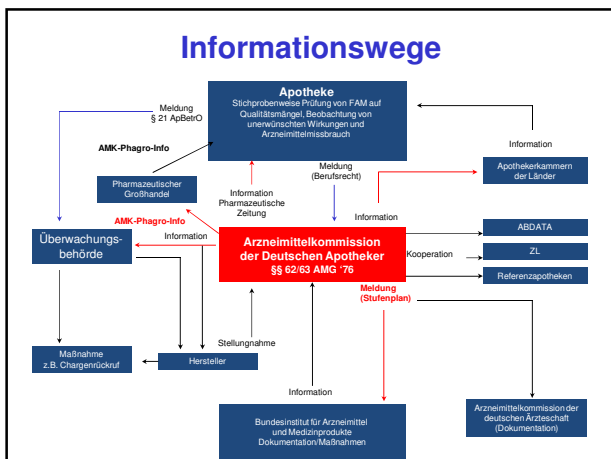 Informationswege
Apotheke
Stichprobenweise Prüfung von FAM auf
Qualitätsmängel, Beobachtung von
unerwünschten Wirkungen und
Arzneimittelmissbrauch
Meldung
§ 21 ApBetrO
AMK-Phagro-Info
Information
Pharmazeutischer
Großhandel
Information
Pharmazeutische
Zeitung
Meldung
(Berufsrecht)
Apothekerkammern
der Länder
AMK-Phagro-Info
Information
Information
Überwachungs-
behörde
Arzneimittelkommission
der Deutschen Apotheker
§§ 62/63 AMG ‘76
Kooperation
ABDATA
ZL
Referenzapotheken
Meldung
(Stufenplan)
Stellungnahme
Maßnahme
z.B. Chargenrückruf
Hersteller
Information
Bundesinstitut für Arzneimittel
und Medizinprodukte
Dokumentation/Maßnahmen
Arzneimittelkommission der
deutschen Ärzteschaft
(Dokumentation)